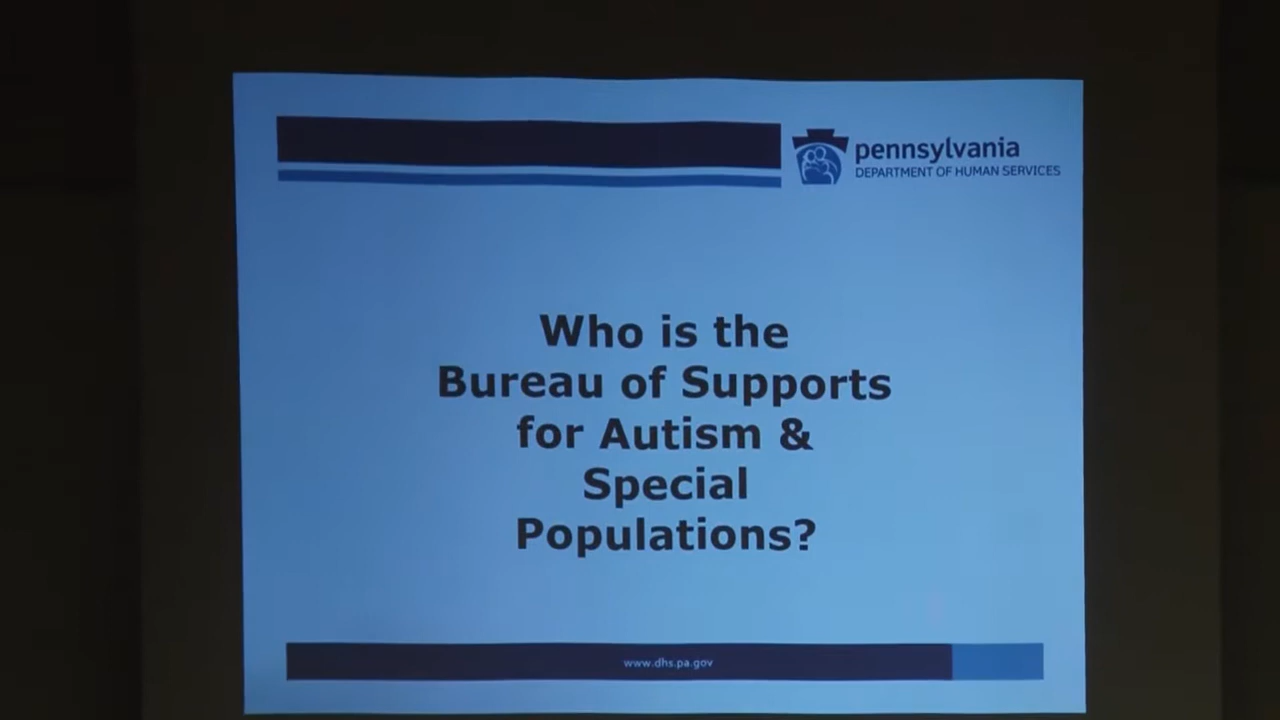 pennsylvania
DEPARTMENT OF HUMAN SERVICES
Who is the
Bureau of Supports
for Autism &
Special
Populations?
www.dhs.pa.gov